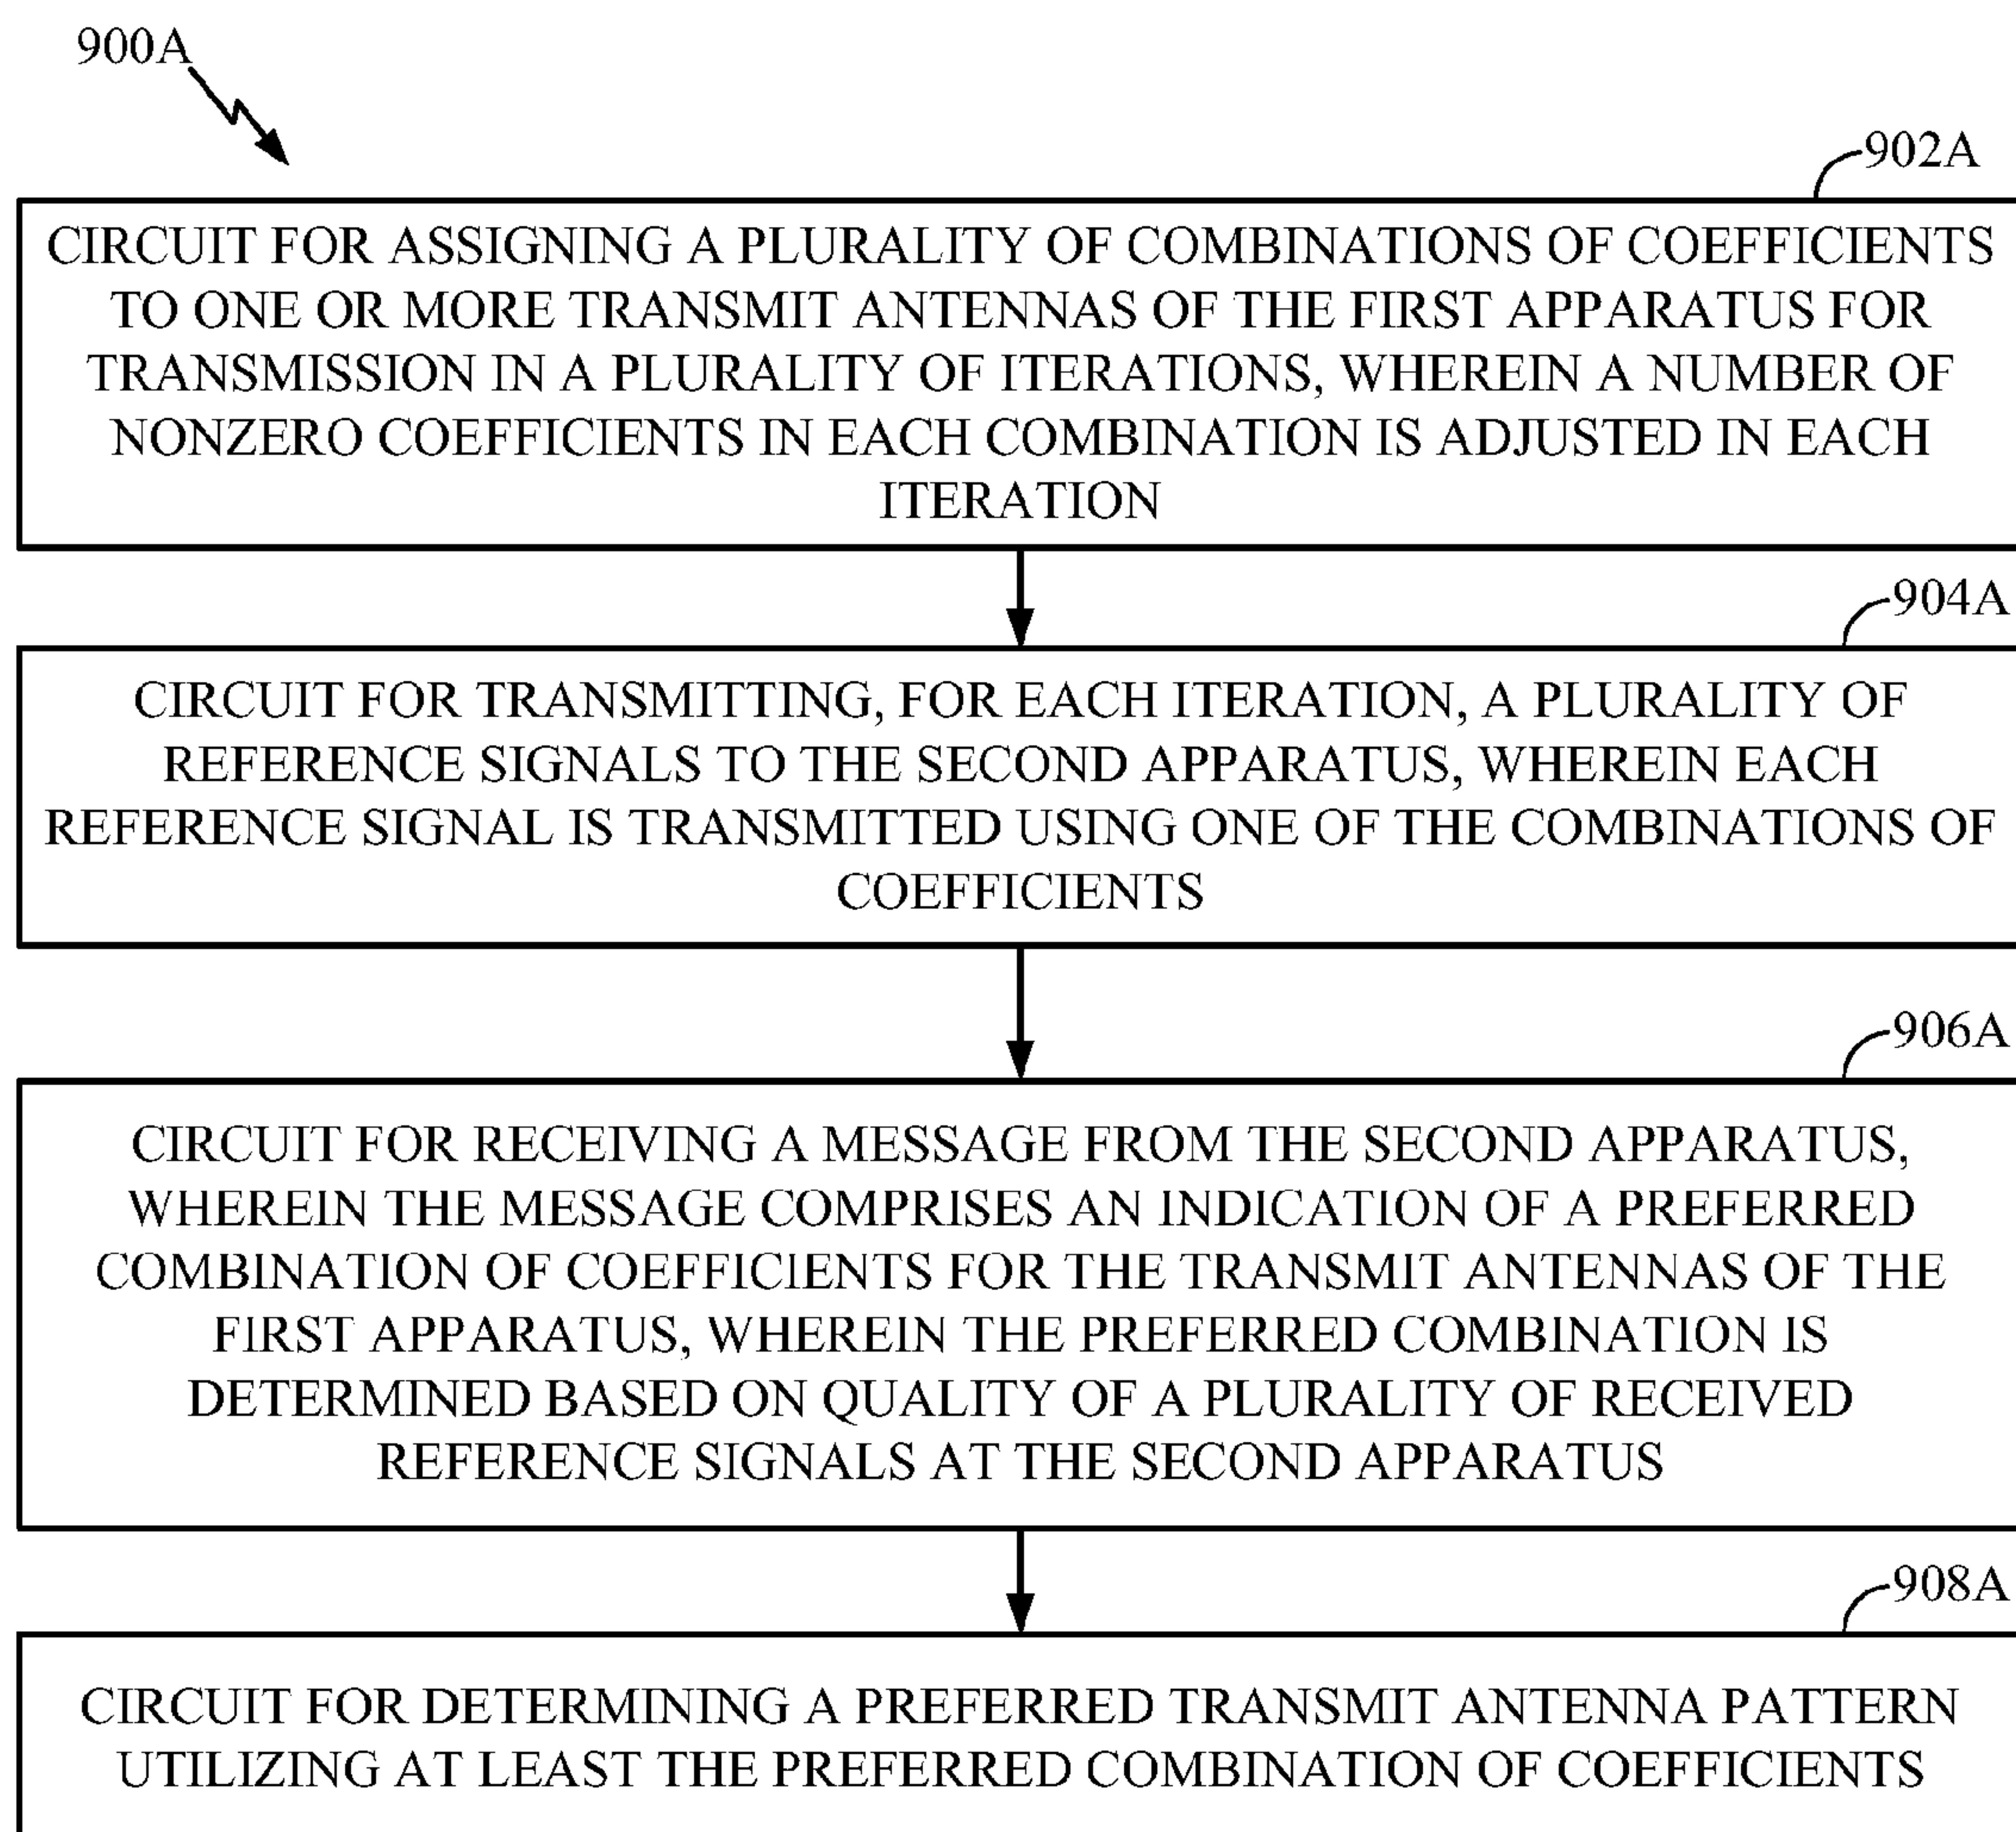 900A
902A
CIRCUIT FOR ASSIGNING A PLURALITY OF COMBINATIONS OF COEFFICIENTS
TO ONE OR MORE TRANSMIT ANTENNAS OF THE FIRST APPARATUS FOR
TRANSMISSION IN A PLURALITY OF ITERATIONS, WHEREIN A NUMBER OF
NONZERO COEFFICIENTS IN EACH COMBINATION IS ADJUSTED IN EACH
ITERATION
904A
CIRCUIT FOR TRANSMITTING, FOR EACH ITERATION, A PLURALITY OF
REFERENCE SIGNALS TO THE SECOND APPARATUS, WHEREIN EACH
REFERENCE SIGNAL IS TRANSMITTED USING ONE OF THE COMBINATIONS OF
COEFFICIENTS
906A
CIRCUIT FOR RECEIVING A MESSAGE FROM THE SECOND APPARATUS,
WHEREIN THE MESSAGE COMPRISES AN INDICATION OF A PREFERRED
COMBINATION OF COEFFICIENTS FOR THE TRANSMIT ANTENNAS OF THE
FIRST APPARATUS, WHEREIN THE PREFERRED COMBINATION IS
DETERMINED BASED ON QUALITY OF A PLURALITY OF RECEIVED
REFERENCE SIGNALS AT THE SECOND APPARATUS
908A
CIRCUIT FOR DETERMINING A PREFERRED TRANSMIT ANTENNA PATTERN
UTILIZING AT LEAST THE PREFERRED COMBINATION OF COEFFICIENTS